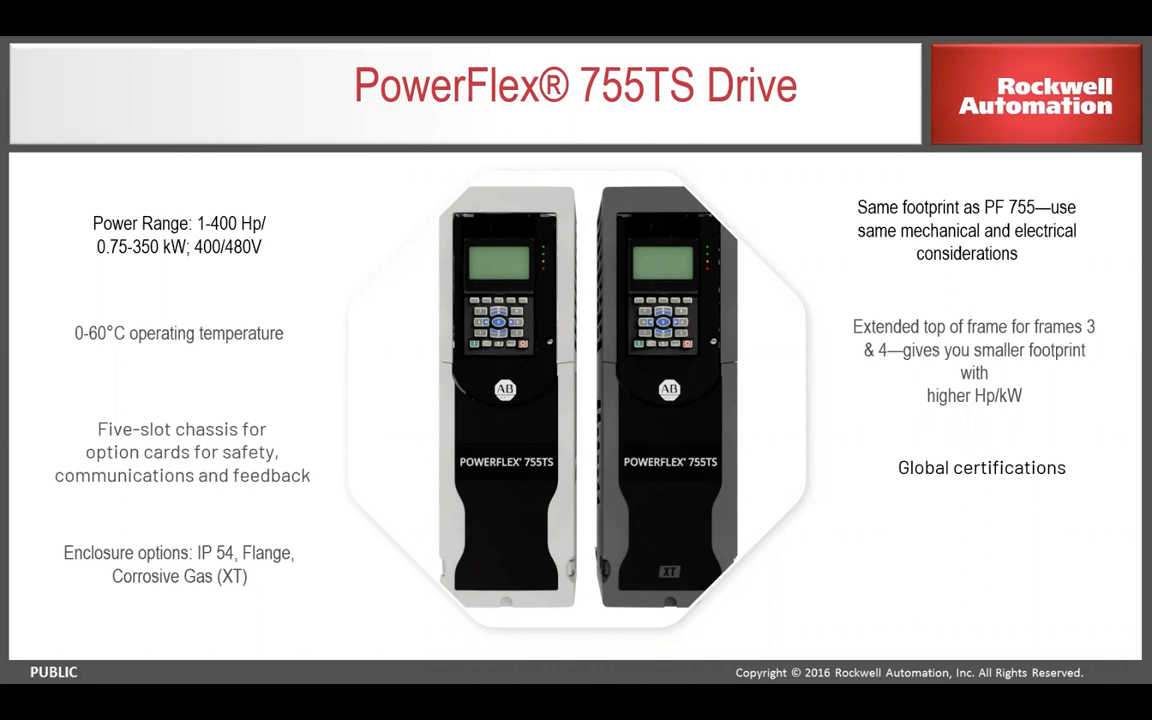 PowerFlex® 755TS Drive
Rockwell
Automation
Power Range: 1-400 Hp/
0.75-350 kW; 400/480V
0-60°C operating temperature
Five-slot chassis for
option cards for safety,
communications and feedback
Enclosure options: IP 54, Flange,
Corrosive Gas (XT)
AB
POWERFLEX® 755TS
AB
POWERFLEX® 755TS
XT
Same footprint as PF 755—use
same mechanical and electrical
considerations
Extended top of frame for frames 3
& 4—gives you smaller footprint
with
higher Hp/kW
Global certifications
PUBLIC
Copyright © 2016 Rockwell Automation, Inc. All Rights Reserved.